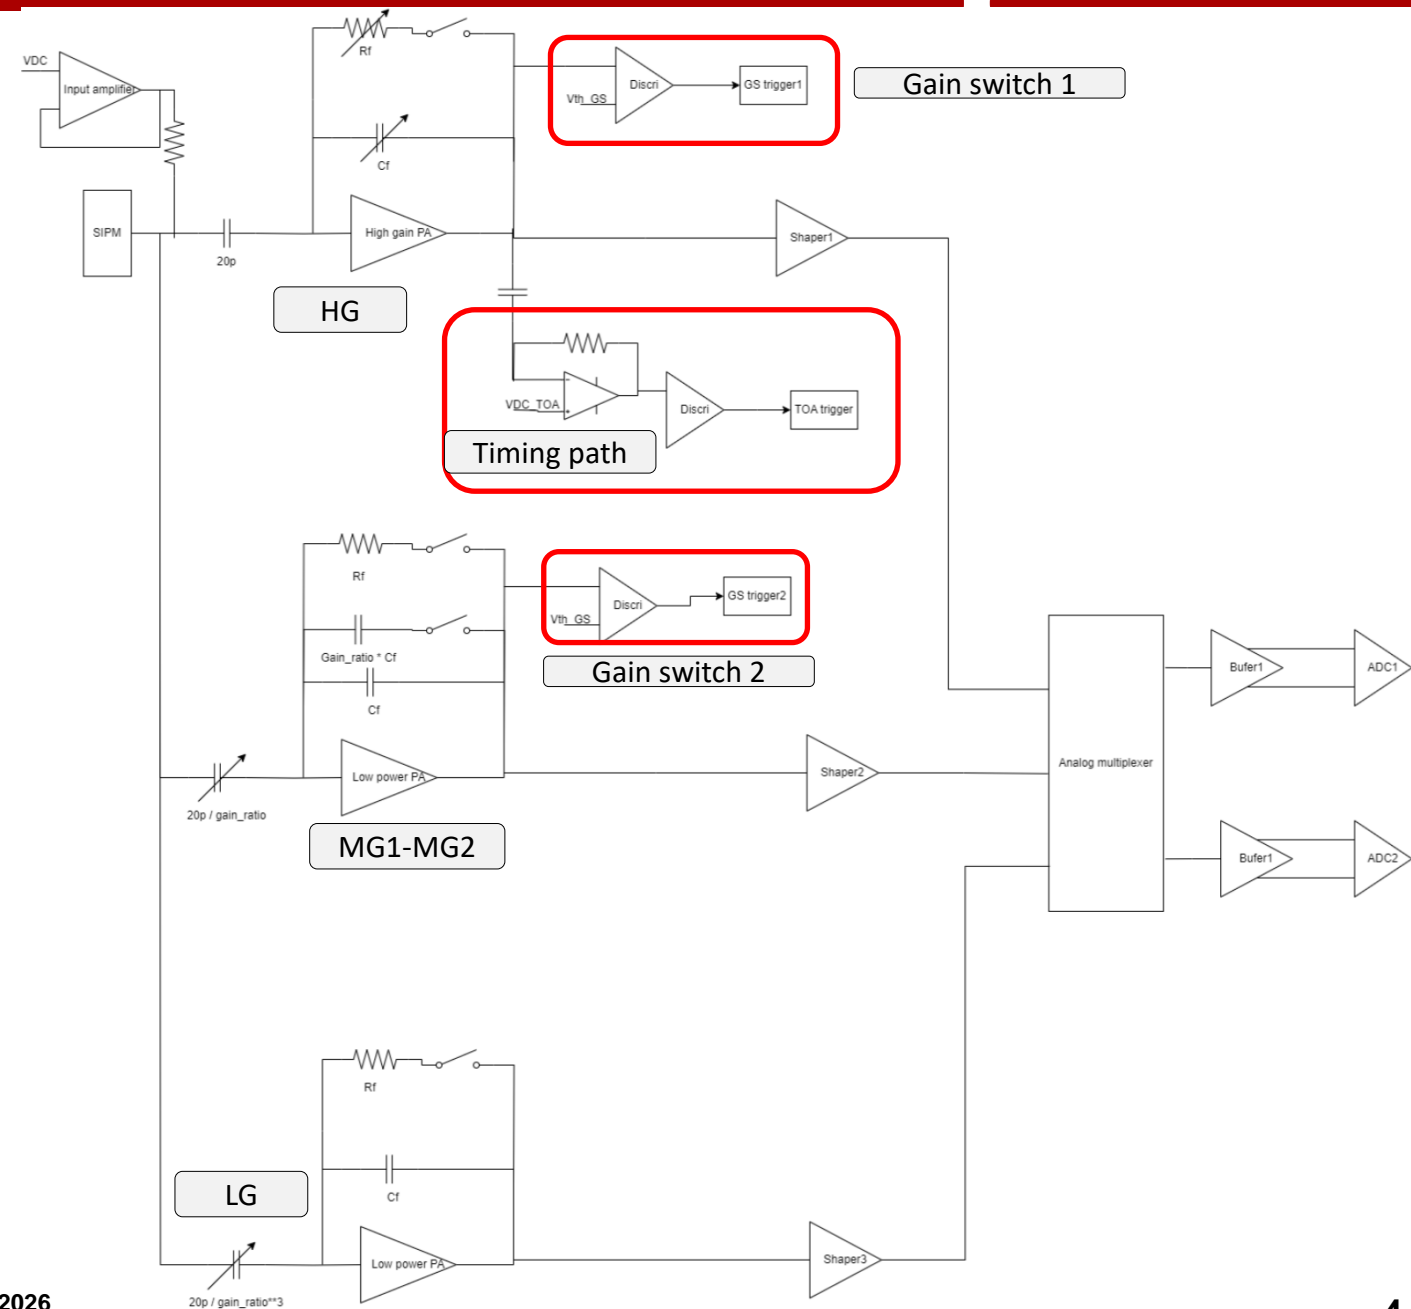 Rf
VDC
Input amplifier
Discri
GS trigger1
Vth_GS
Gain switch 1
Cf
SIPM
High gain PA
Shaper1
20p
HG
VDC_TOA
Discri
TOA trigger
Timing path
Rf
Discri
GS trigger2
Vth_GS
Gain_ratio * Cf
Gain switch 2
Cf
Bufer1
ADC1
Low power PA
Shaper2
Analog multiplexer
20p / gain_ratio
MG1-MG2
Bufer1
ADC2
Rf
LG
Cf
Low power PA
Shaper3
20p / gain_ratio**3
2026
4